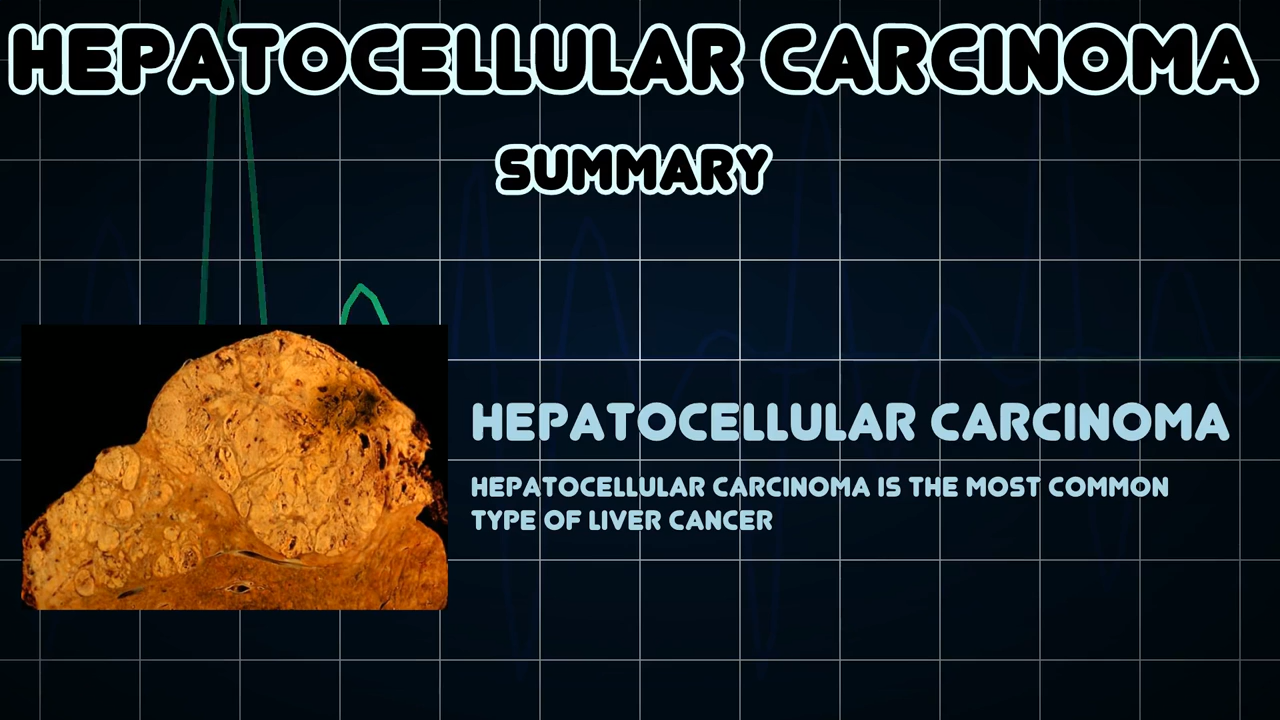 HEPATOCELLULAR CARCINOMA
SUMMARY
HEPATOCELLULAR CARCINOMA
HEPATOCELLULAR CARCINOMA IS THE MOST COMMON
TYPE OF LIVER CANCER